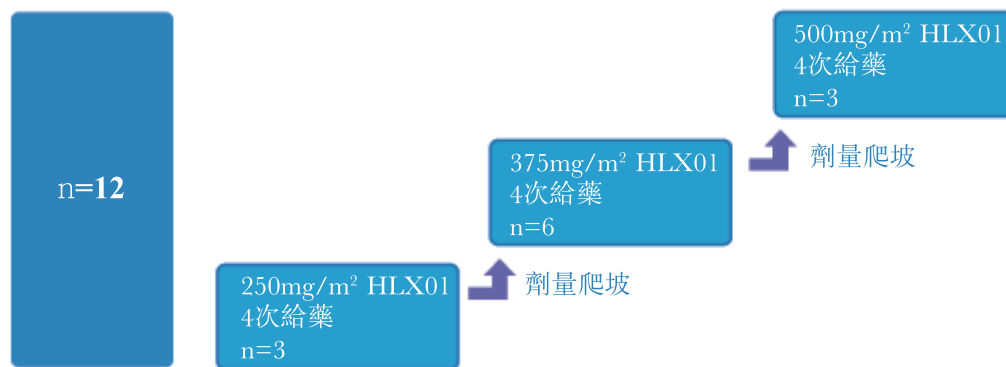 n=12
250mg/m² HLX01
4次給藥
n=3
劑量爬坡
375mg/m² HLX01
4次給藥
n=6
劑量爬坡
500mg/m² HLX01
4次給藥
n=3